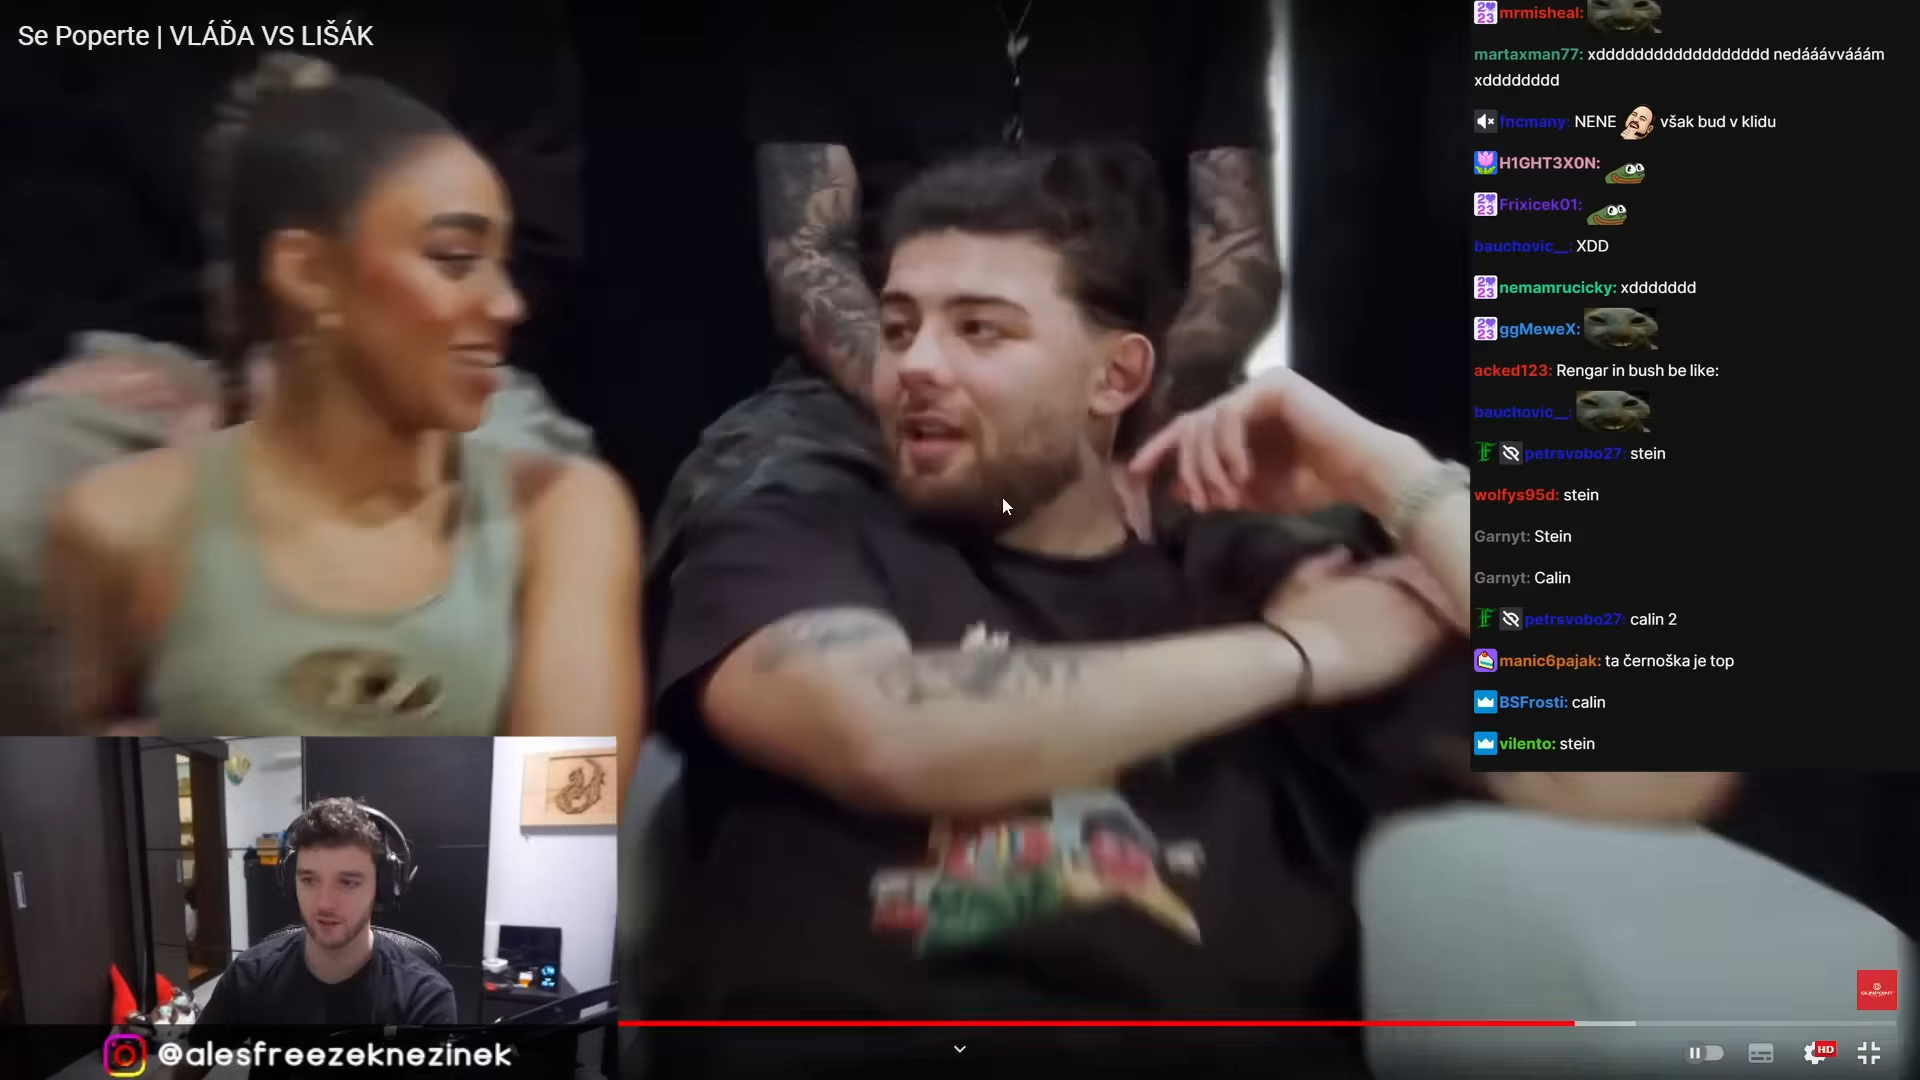 Se Poperte | VLÁĎA VS LIŠÁK
mrmisheal:
martaxman77: xdddddddddddddddddd nedááávvááám
xdddddddd
fncmany: NENE však bud v klidu
H1GHT3X0N:
Frixicek01:
bauchovic__: XDD
nemamrucicky: xddddddd
ggMeweX:
acked123: Rengar in bush be like:
bauchovic__:
petrsvobo27: stein
wolfys95d: stein
Garnyt: Stein
Garnyt: Calin
petrsvobo27: calin 2
manic6pajak: ta černoška je top
BSFrosti: calin
vilento: stein
@alesfreezeknezinek
HD